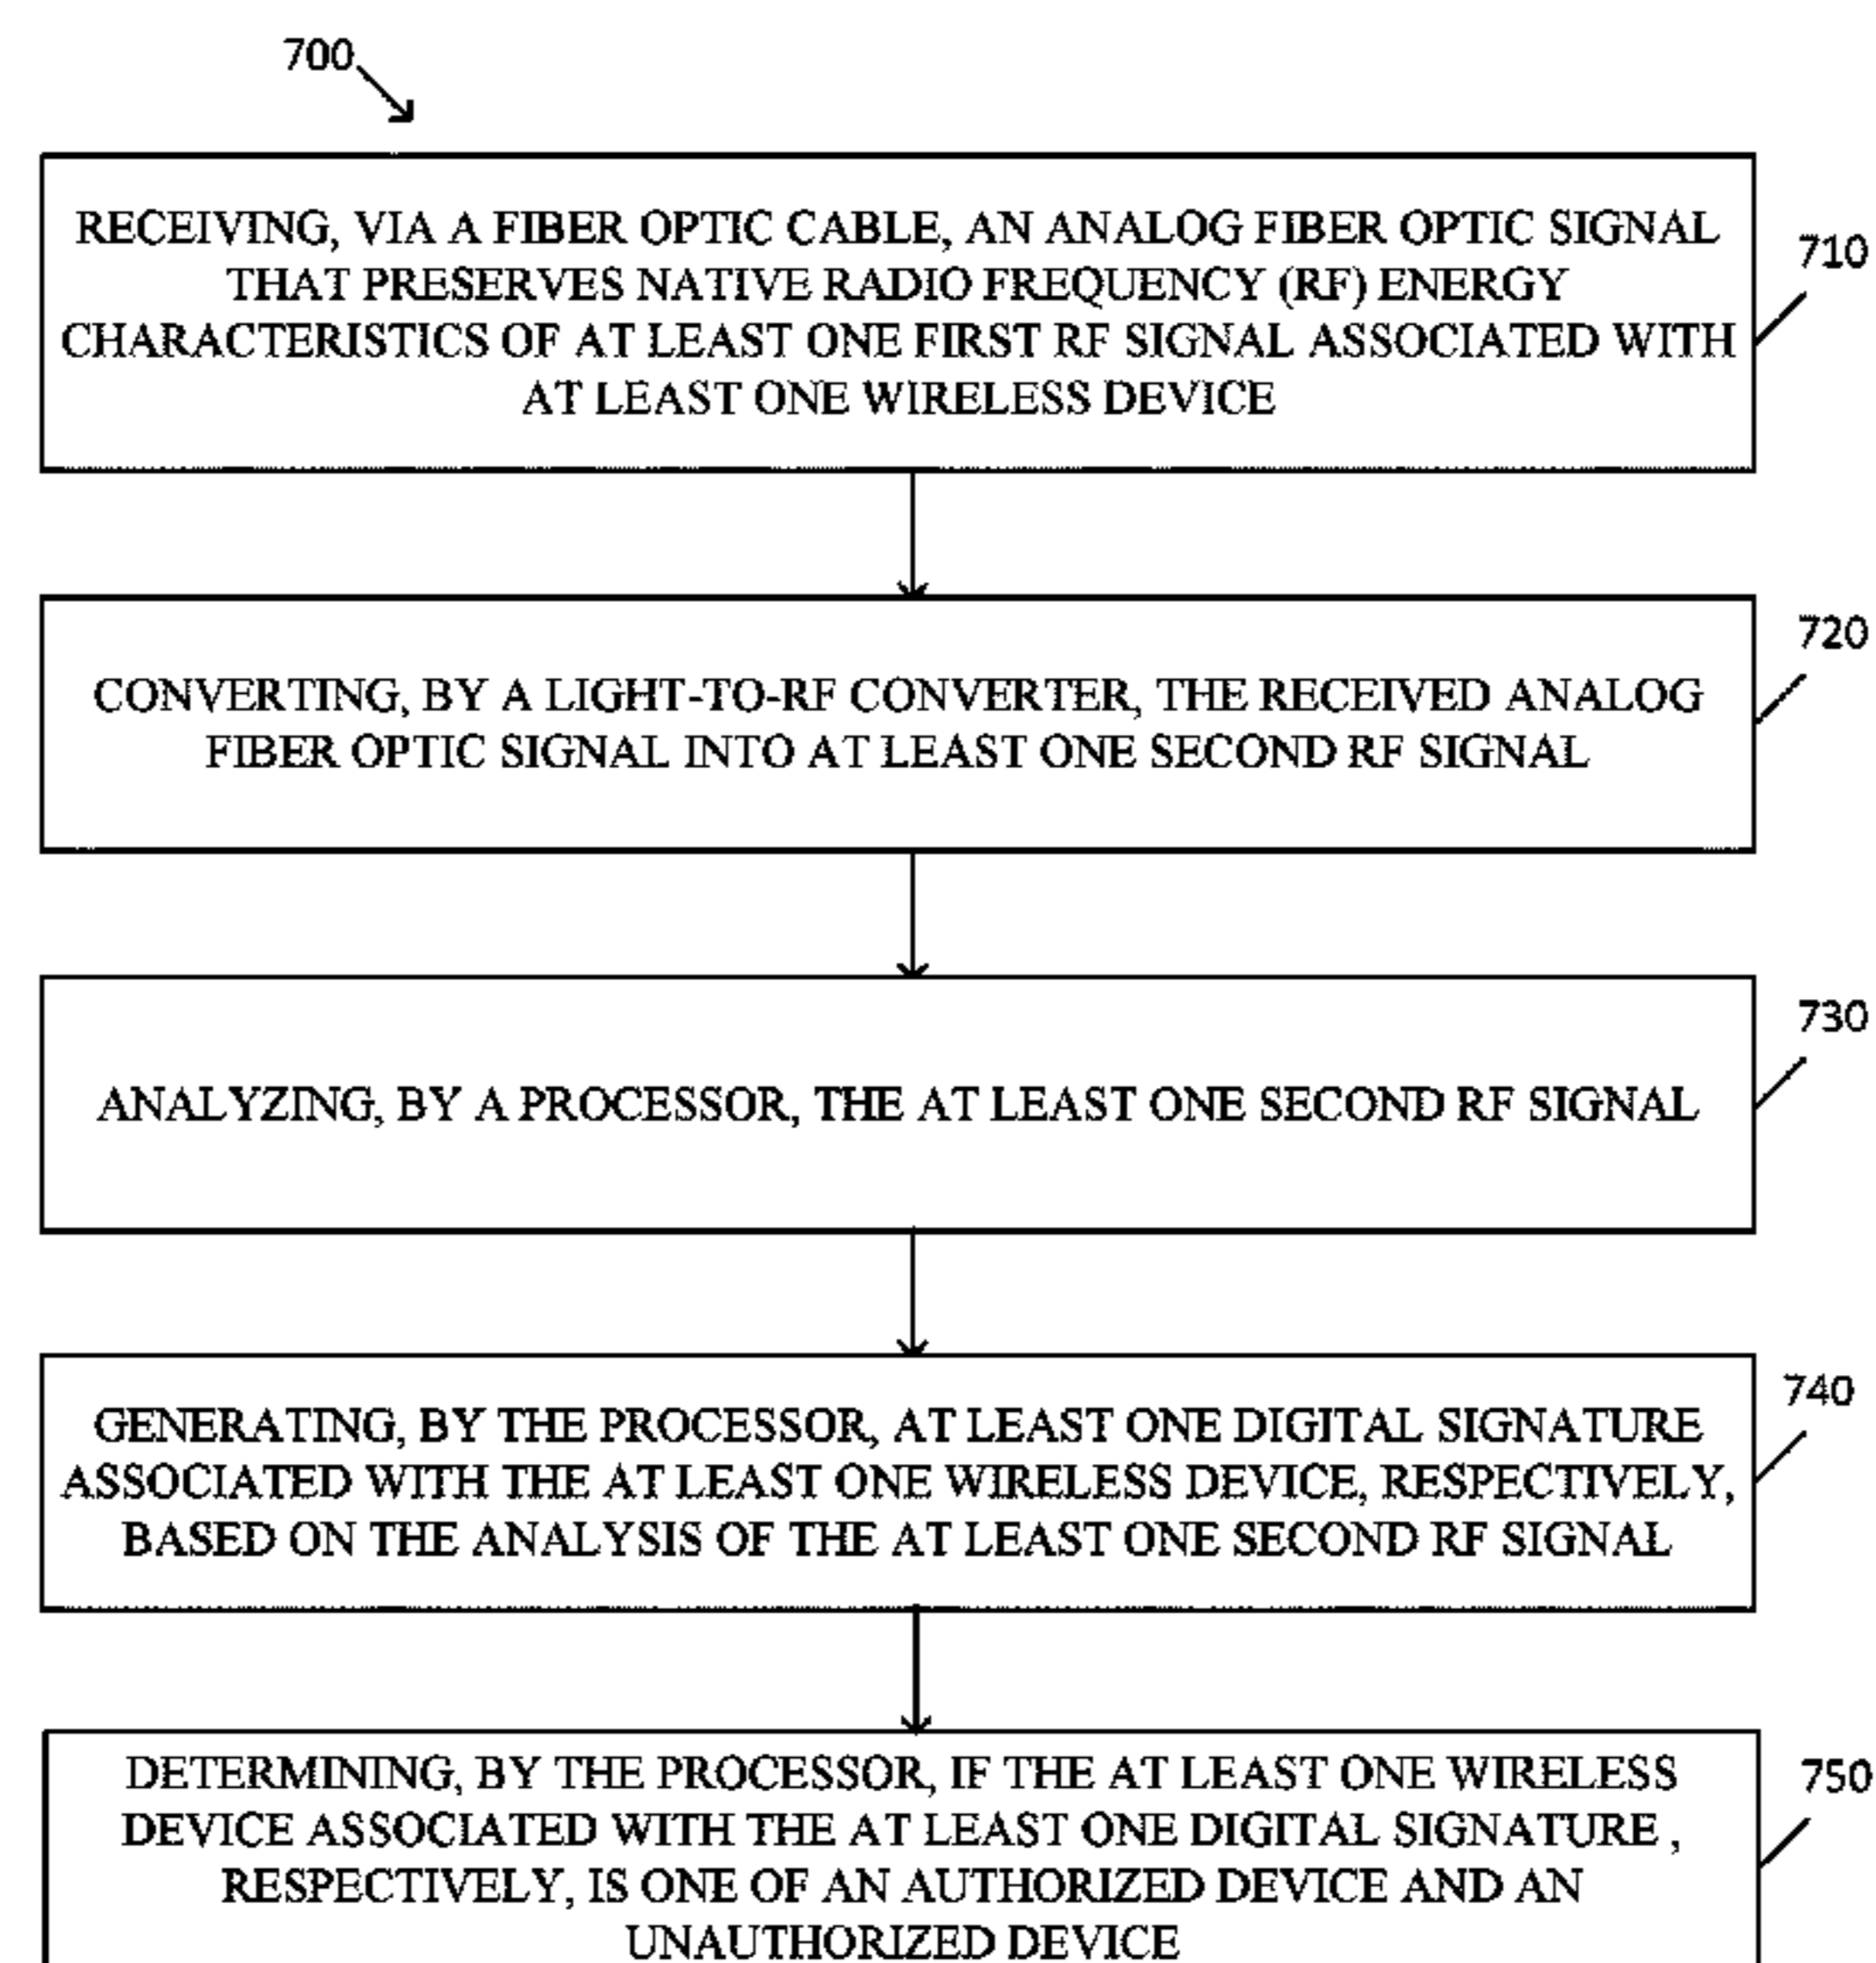 700
RECEIVING, VIA A FIBER OPTIC CABLE, AN ANALOG FIBER OPTIC SIGNAL
THAT PRESERVES NATIVE RADIO FREQUENCY (RF) ENERGY
CHARACTERISTICS OF AT LEAST ONE FIRST RF SIGNAL ASSOCIATED WITH
AT LEAST ONE WIRELESS DEVICE
710
CONVERTING, BY A LIGHT-TO-RF CONVERTER, THE RECEIVED ANALOG
FIBER OPTIC SIGNAL INTO AT LEAST ONE SECOND RF SIGNAL
720
ANALYZING, BY A PROCESSOR, THE AT LEAST ONE SECOND RF SIGNAL
730
GENERATING, BY THE PROCESSOR, AT LEAST ONE DIGITAL SIGNATURE
ASSOCIATED WITH THE AT LEAST ONE WIRELESS DEVICE, RESPECTIVELY,
BASED ON THE ANALYSIS OF THE AT LEAST ONE SECOND RF SIGNAL
740
DETERMINING, BY THE PROCESSOR, IF THE AT LEAST ONE WIRELESS
DEVICE ASSOCIATED WITH THE AT LEAST ONE DIGITAL SIGNATURE ,
RESPECTIVELY, IS ONE OF AN AUTHORIZED DEVICE AND AN
UNAUTHORIZED DEVICE
750